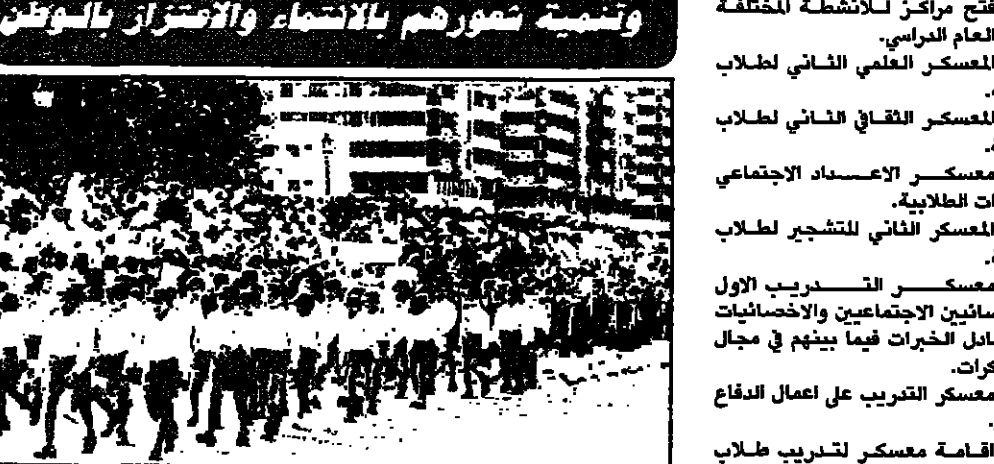 وتنمية شعورهم بالانتماء والاعتزاز بالوطن
فتح مراكز للانشطة المختلفة
العام الدراسي.
المعسكر العلمي الثاني لطلاب
المعسكر الثقافي الثاني لطلاب
معسكر الاعداد الاجتماعي
ات الطلابية.
المعسكر الثاني للتشجير لطلاب
معسكر التدريب الاول
سائيين الاجتماعيين والاخصائيات
ادل الخبرات فيما بينهم في مجال
كرات.
معسكر التدريب على اعمال الدفاع
اقامة معسكر لتدريب طلاب